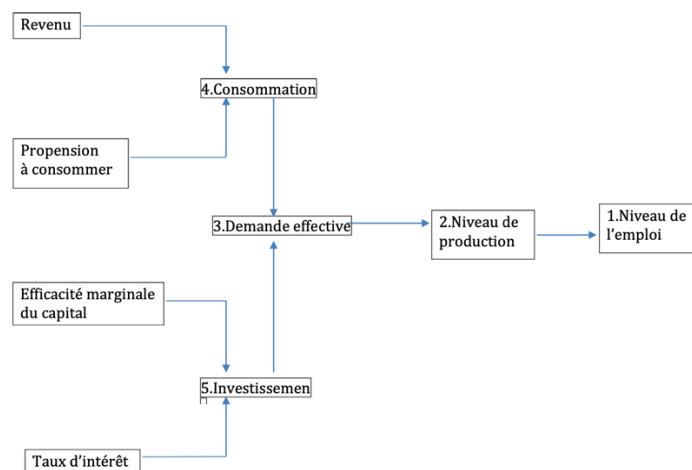 Revenu
4.Consommation
Propension
à consommer
3.Demande effective
2.Niveau de
production
1.Niveau de
l'emploi
Efficacité marginale
du capital
5.Investissemen
Taux d'intérêt